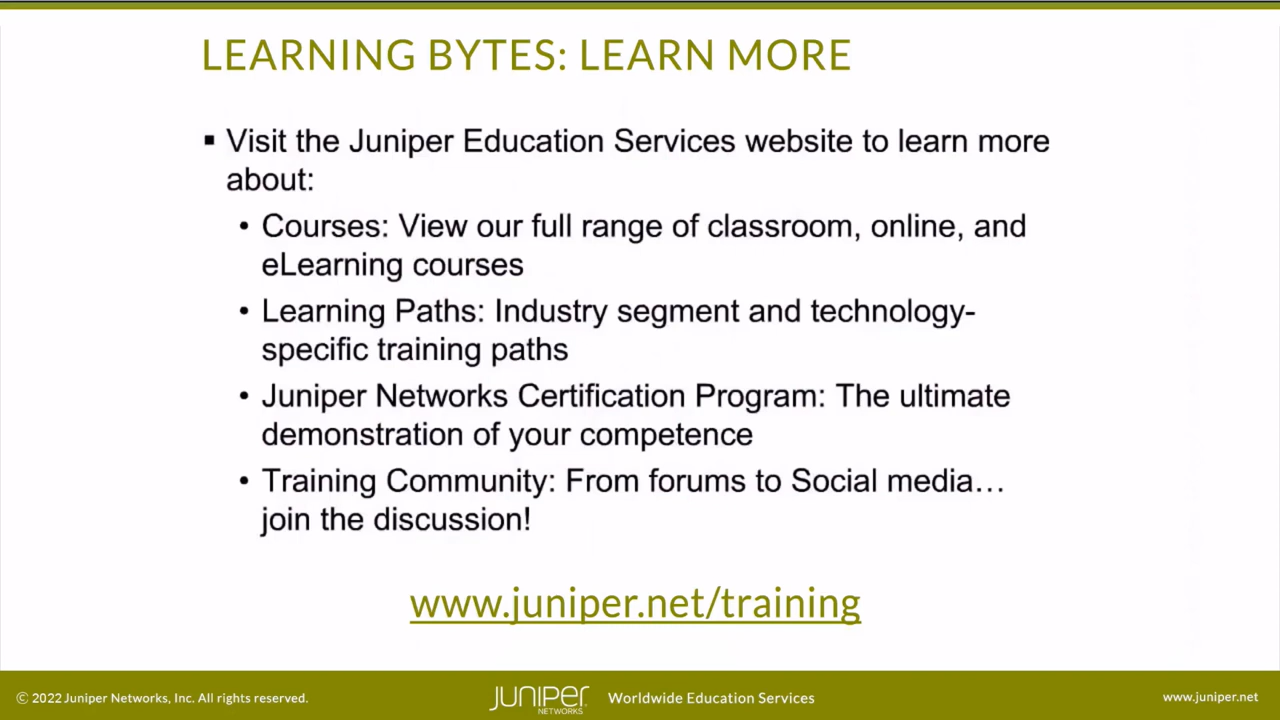 LEARNING BYTES: LEARN MORE
▪ Visit the Juniper Education Services website to learn more
about:
• Courses: View our full range of classroom, online, and
eLearning courses
• Learning Paths: Industry segment and technology-
specific training paths
• Juniper Networks Certification Program: The ultimate
demonstration of your competence
• Training Community: From forums to Social media…
join the discussion!
www.juniper.net/training
© 2022 Juniper Networks, Inc. All rights reserved.
JUNIPER
NETWORKS
Worldwide Education Services
www.juniper.net